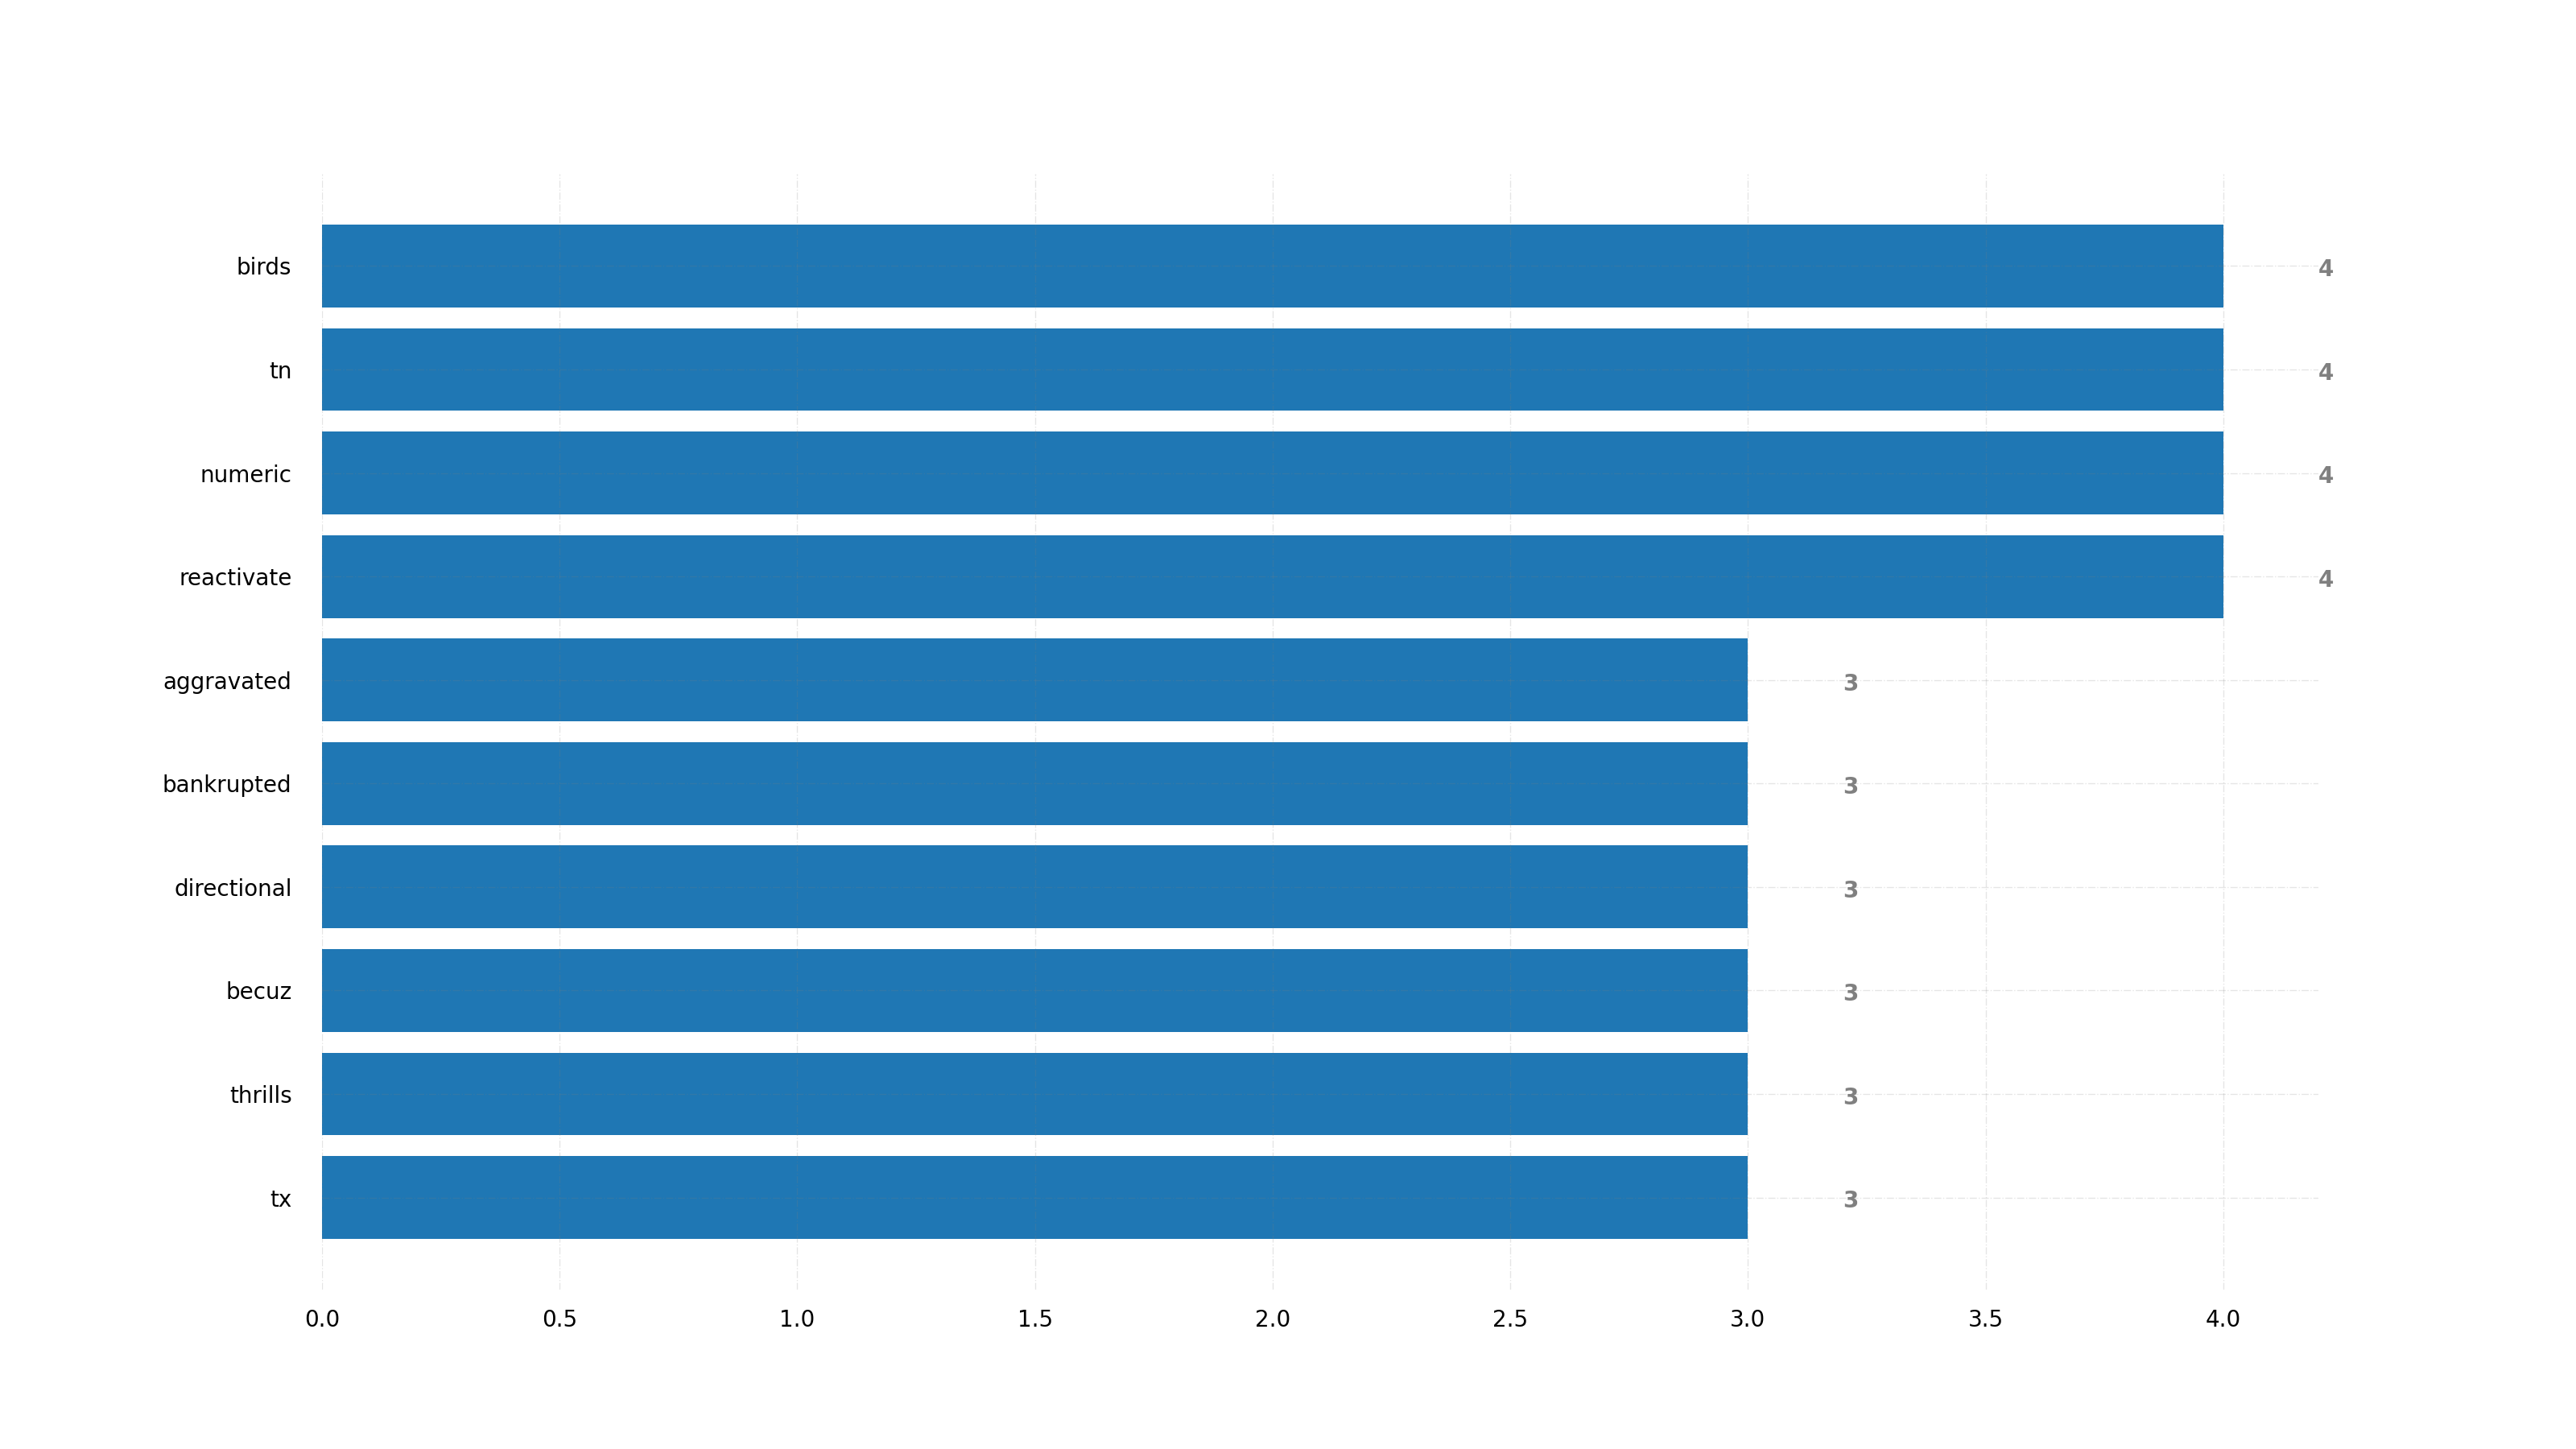 birds 4
tn 4
numeric 4
reactivate 4
aggravated 3
bankrupted 3
directional 3
becuz 3
thrills 3
tx 3
0.0 0.5 1.0 1.5 2.0 2.5 3.0 3.5 4.0